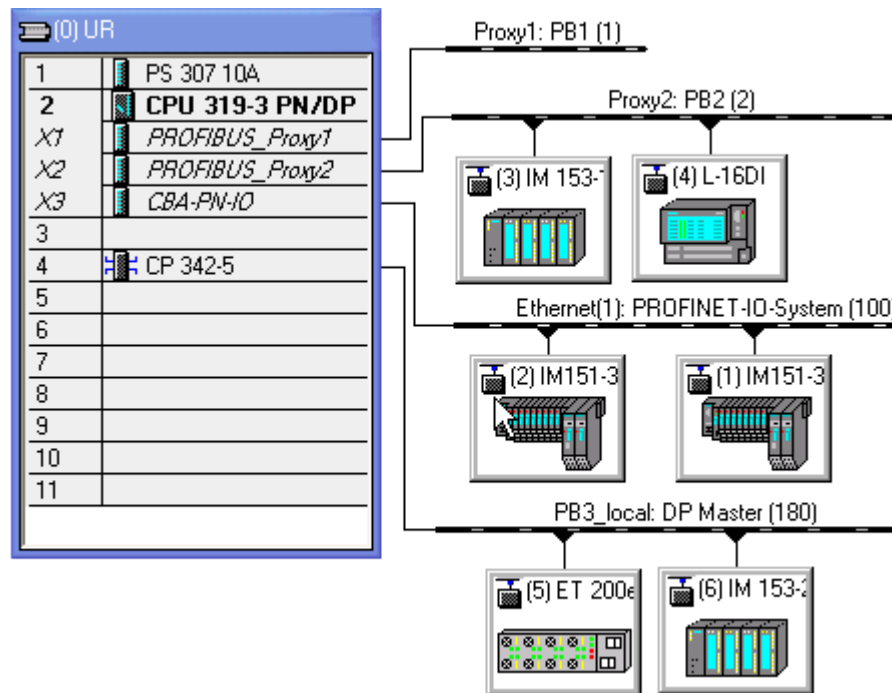 (0) UR
1 PS 307 10A
2 CPU 319-3 PN/DP
X1 PROFIBUS_Proxy1
X2 PROFIBUS_Proxy2
X3 CBA-PN-IO
3
4 CP 342-5
5
6
7
8
9
10
11
Proxy1: PB1 (1)
Proxy2: PB2 (2)
(3) IM 153-
(4) L-16DI
Ethernet(1): PROFINET-IO-System (100)
(2) IM151-3
(1) IM151-3
PB3_local: DP Master (180)
(5) ET 200e
(6) IM 153-2